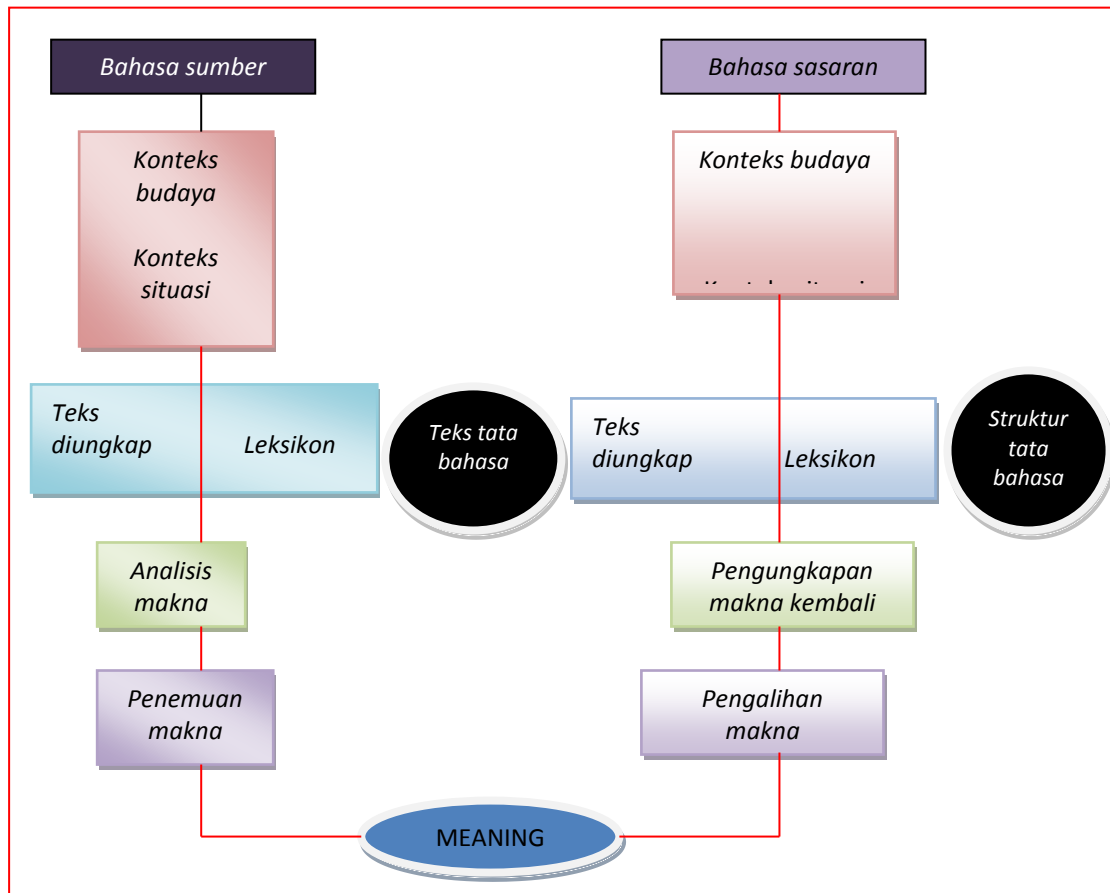 Bahasa sumber
Bahasa sasaran
Konteks
budaya
Konteks
situasi
Konteks budaya
Teks
diungkap
Leksikon
Teks tata
bahasa
Teks
diungkap
Leksikon
Struktur
tata
bahasa
Analisis
makna
Pengungkapan
makna kembali
Penemuan
makna
Pengalihan
makna
MEANING